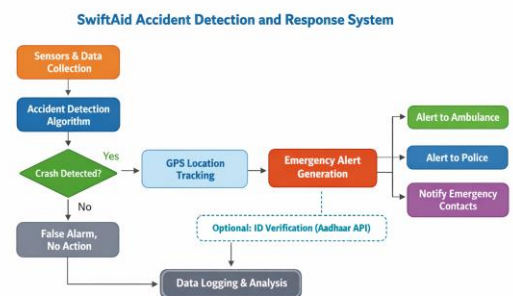 SwiftAid Accident Detection and Response System
Sensors & Data
Collection
Accident Detection
Algorithm
Crash Detected?
Yes
No
GPS Location
Tracking
Emergency Alert
Generation
Alert to Ambulance
Alert to Police
Notify Emergency
Contacts
False Alarm,
No Action
Optional: ID Verification (Aadhaar API)
Data Logging & Analysis